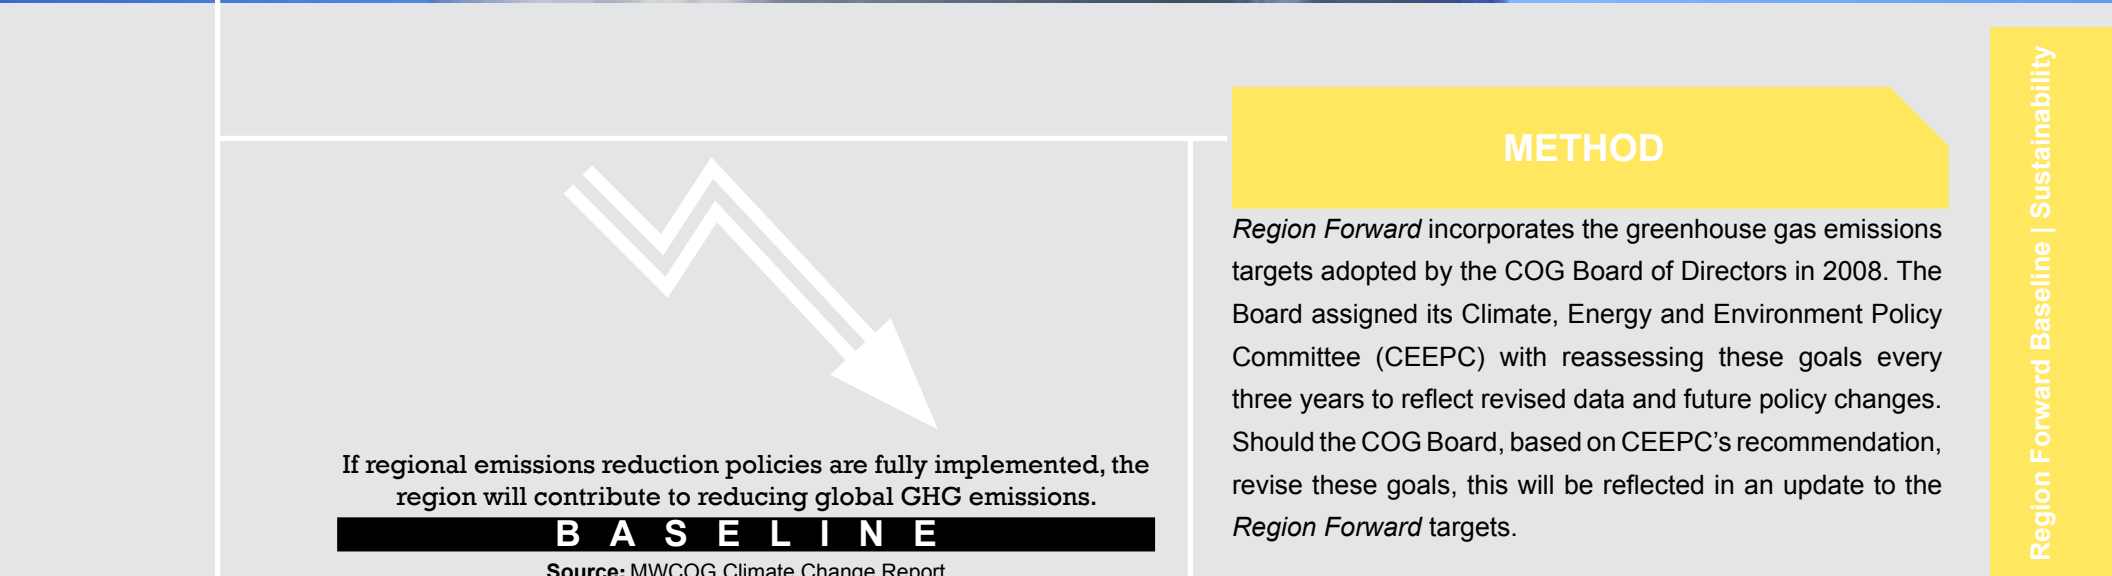 If regional emissions reduction policies are fully implemented, the
region will contribute to reducing global GHG emissions.
BASELINE
Source: MWCOG Climate Change Report
METHOD
Region Forward incorporates the greenhouse gas emissions
targets adopted by the COG Board of Directors in 2008. The
Board assigned its Climate, Energy and Environment Policy
Committee (CEEPC) with reassessing these goals every
three years to reflect revised data and future policy changes.
Should the COG Board, based on CEEPC’s recommendation,
revise these goals, this will be reflected in an update to the
Region Forward targets.
Region Forward Baseline | Sustainability